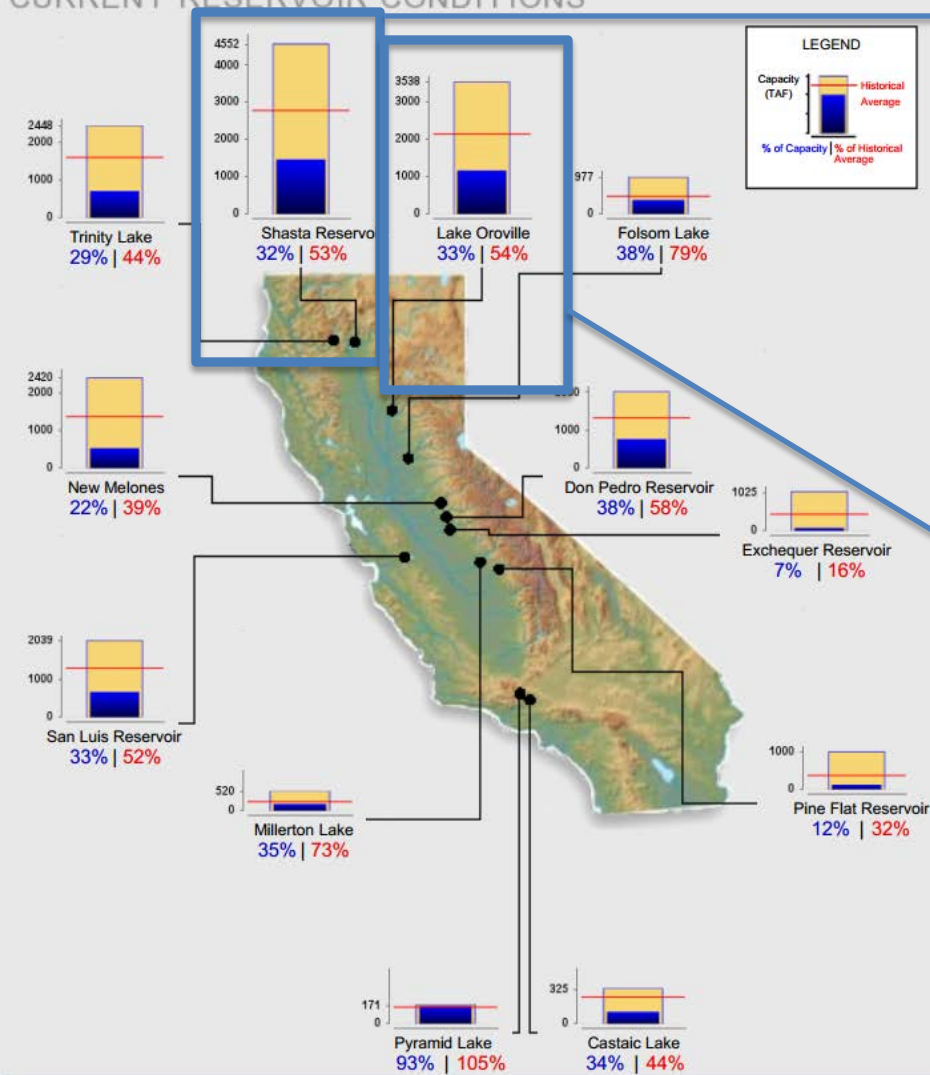 CURRENT RESERVOIR CONDITIONS
LEGEND
Capacity
(TAF)
Historical
Average
% of Capacity | % of Historical
Average
4552
4000
3000
2000
1000
0
Shasta Reservo
32% | 53%
3538
3000
2000
1000
0
Lake Oroville
33% | 54%
2448
2000
1000
0
Trinity Lake
29% | 44%
977
0
Folsom Lake
38% | 79%
2420
2000
1000
0
New Melones
22% | 39%
1000
0
Don Pedro Reservoir
38% | 58%
1025
0
Exchequer Reservoir
7% | 16%
2039
1000
0
San Luis Reservoir
33% | 52%
520
0
Millerton Lake
35% | 73%
1000
0
Pine Flat Reservoir
12% | 32%
171
0
Pyramid Lake
93% | 105%
325
0
Castaic Lake
34% | 44%